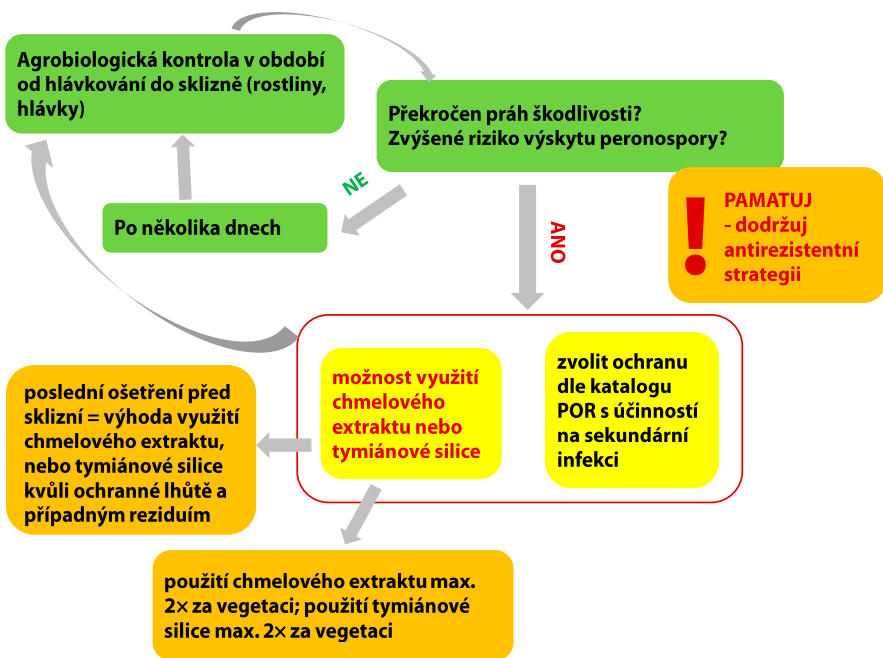 Agrobiologická kontrola v období
od hlávkování do sklizně (rostliny,
hlávky)
Překročen práh škodlivosti?
Zvýšené riziko výskytu peronospory?
NE
Po několika dnech
ANO
!
PAMATUJ
- dodržuj
antirezistentní
strategii
možnost využití
chmelového
extraktu nebo
tymiánové silice
zvolit ochranu
dle katalogu
POR s účinností
na sekundární
infekci
poslední ošetření před
sklizní = výhoda využití
chmelového extraktu,
nebo tymiánové silice
kvůli ochranné lhůtě a
případným reziduím
použití chmelového extraktu max.
2× za vegetaci; použití tymiánové
silice max. 2× za vegetaci